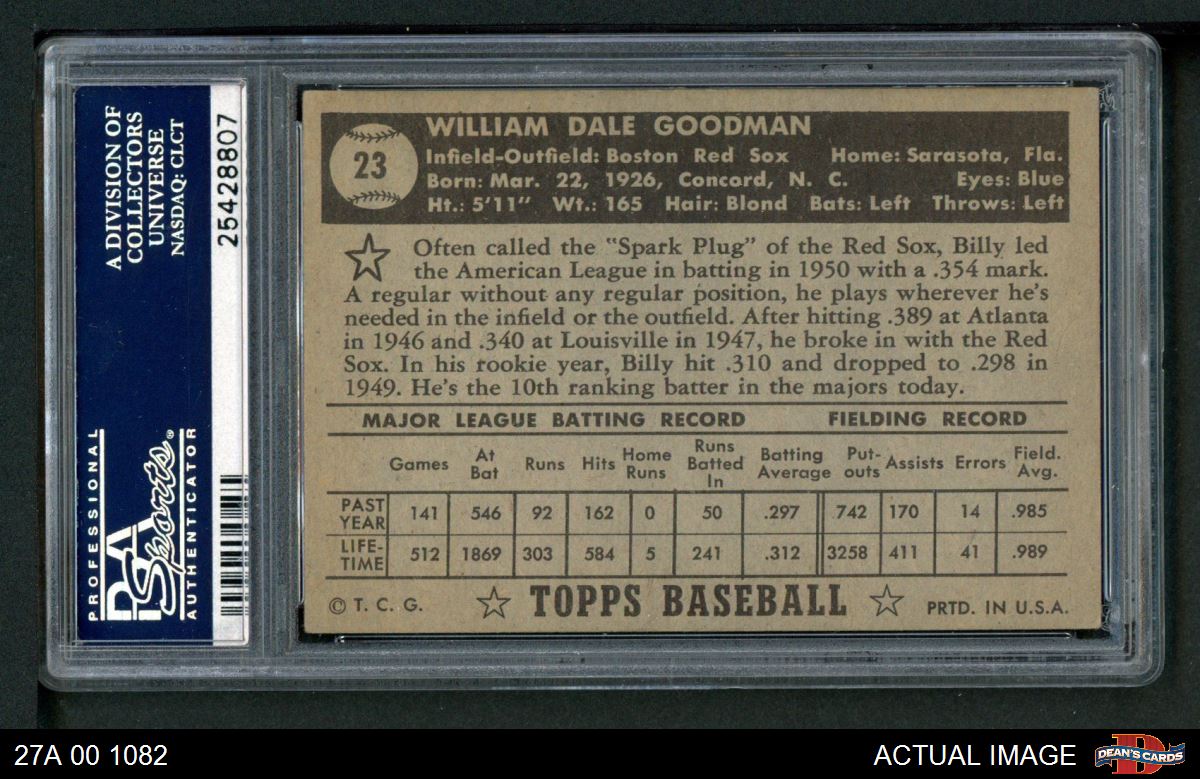 A DIVISION OF
COLLECTORS
UNIVERSE
NASDAQ: CLCT
25428807
PROFESSIONAL
PSA
Sports®
AUTHENTICATOR
23
WILLIAM DALE GOODMAN
Infield-Outfield: Boston Red Sox Home: Sarasota, Fla.
Born: Mar. 22, 1926, Concord, N. C. Eyes: Blue
Ht.: 5'11" Wt.: 165 Hair: Blond Bats: Left Throws: Left
Often called the "Spark Plug" of the Red Sox, Billy led
the American League in batting in 1950 with a .354 mark.
A regular without any regular position, he plays wherever he's
needed in the infield or the outfield. After hitting .389 at Atlanta
in 1946 and .340 at Louisville in 1947, he broke in with the Red
Sox. In his rookie year, Billy hit .310 and dropped to .298 in
1949. He's the 10th ranking batter in the majors today.
MAJOR LEAGUE BATTING RECORD FIELDING RECORD
Games At Bat Runs Hits Home Runs Runs Batted In Batting Average Put-outs Assists Errors Field. Avg.
PAST YEAR 141 546 92 162 0 50 .297 742 170 14 .985
LIFE-TIME 512 1869 303 584 5 241 .312 3258 411 41 .989
© T. C. G. TOPPS BASEBALL PRTD. IN U.S.A.
27A 00 1082 ACTUAL IMAGE DEAN'S CARDS